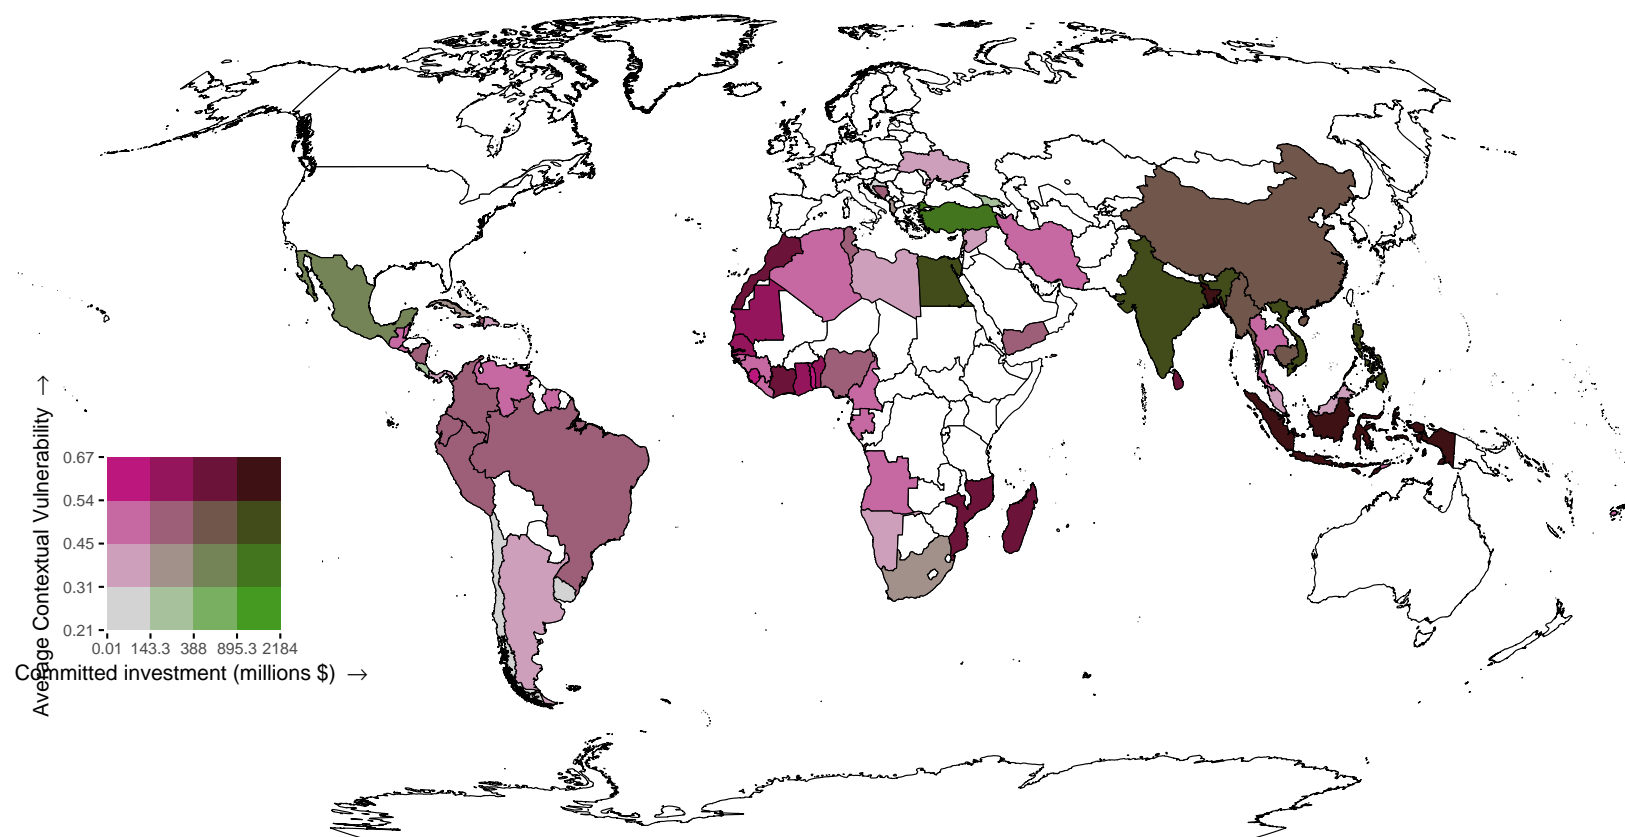 Average Contextual Vulnerability →
0.67
0.54
0.45
0.31
0.21
0.01 143.3 388 895.3 2184
Committed investment (millions $) →